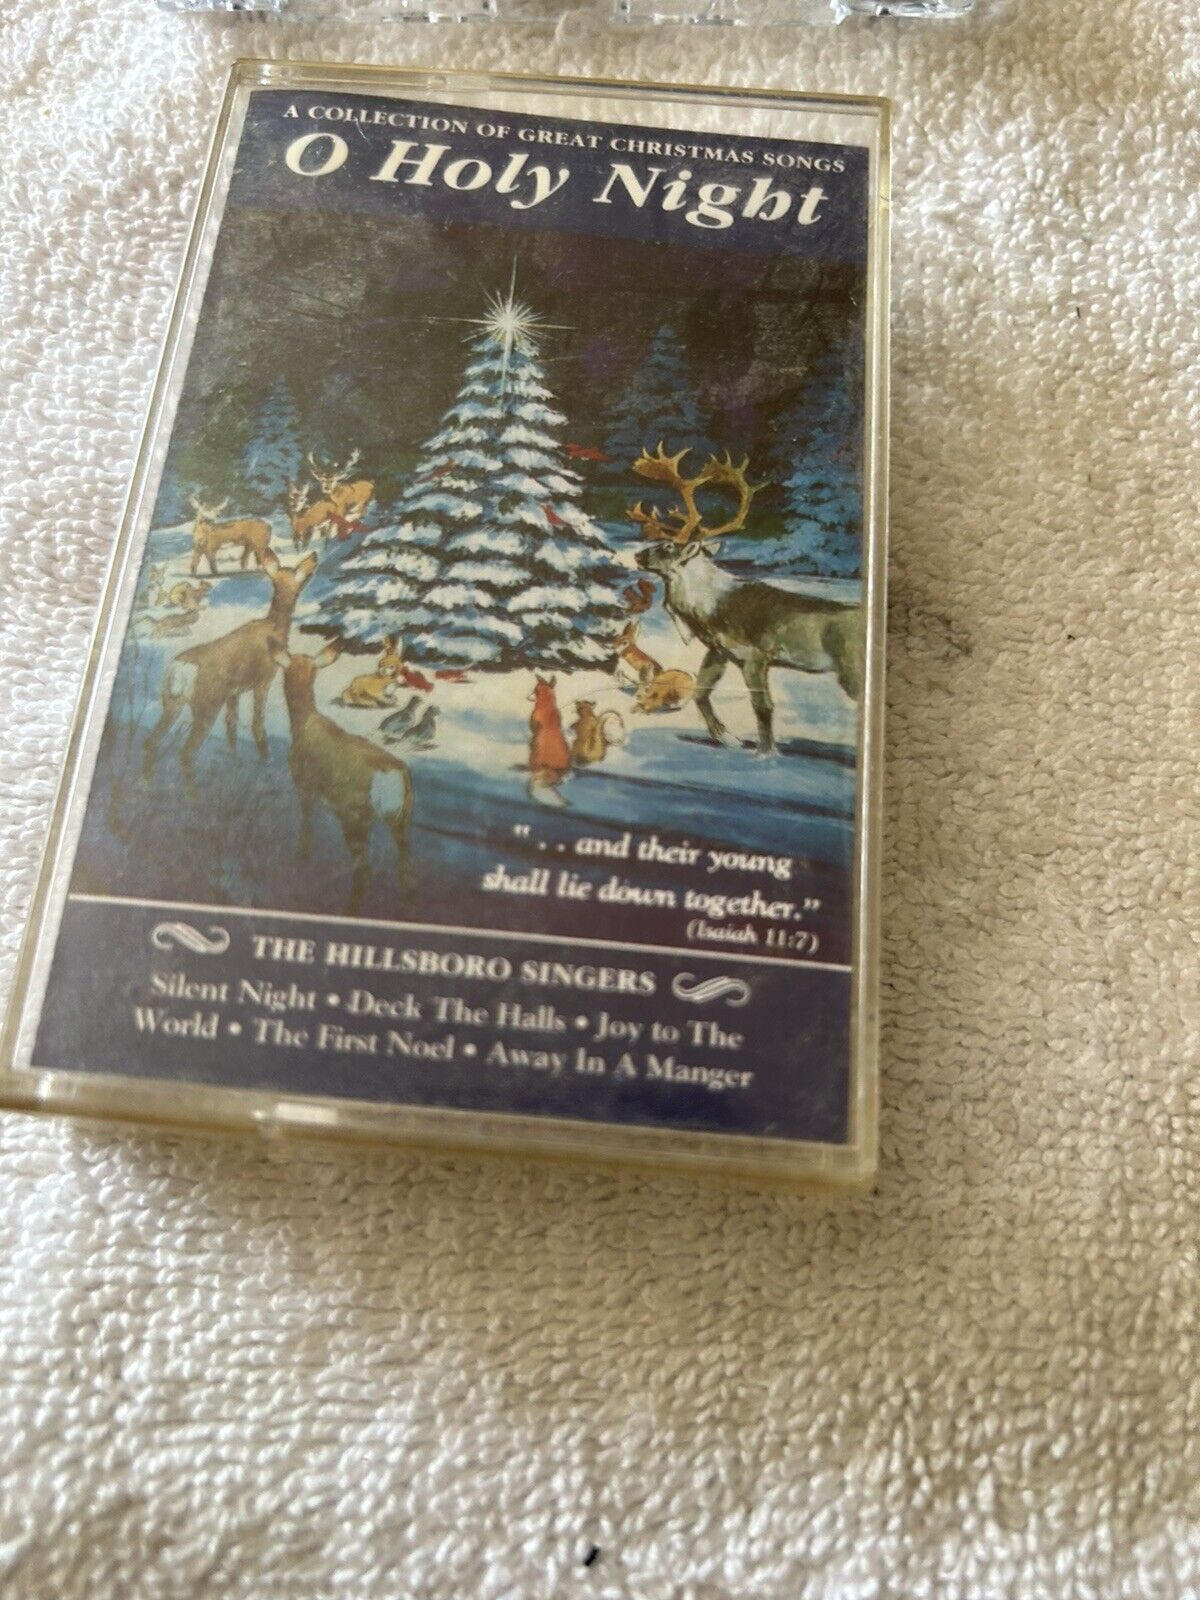 A COLLECTION OF GREAT CHRISTMAS SONGS
O Holy Night
". . and their young
shall lie down together."
(Isaiah 11:7)
THE HILLSBORO SINGERS
Silent Night • Deck The Halls • Joy to The
World • The First Noel • Away In A Manger